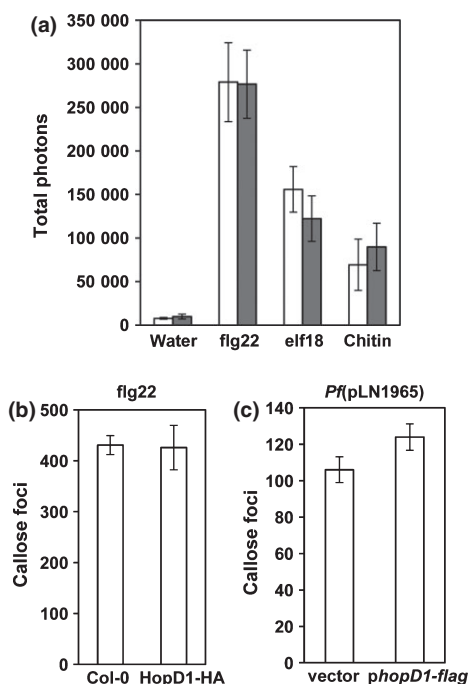 (a)
Total photons
350 000
300 000
250 000
200 000
150 000
100 000
50 000
0
Water flg22 elf18 Chitin
(b)
flg22
Callose foci
500
400
300
200
100
0
Col-0 HopD1-HA
(c)
Pf(pLN1965)
Callose foci
140
120
100
80
60
40
20
0
vector phopD1-flag